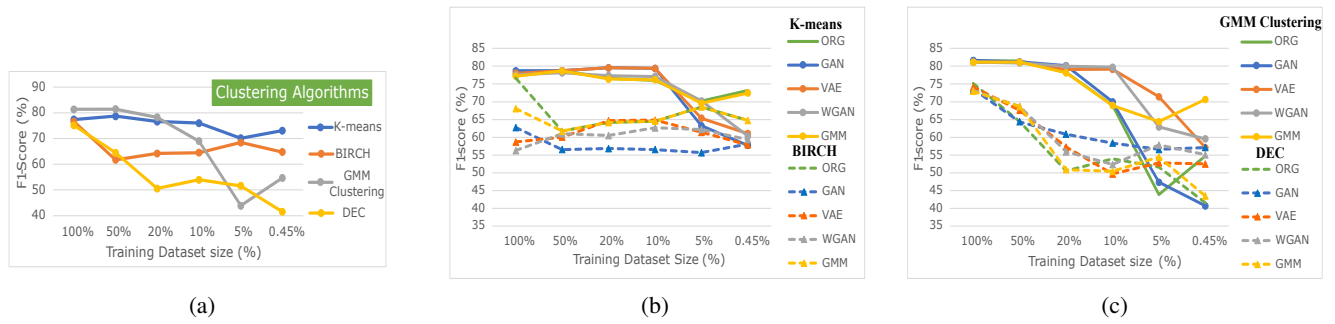 Clustering Algorithms
F1-score (%)
90
80
70
60
50
40
100%
50%
20%
10%
5%
0.45%
Training Dataset size (%)
K-means
BIRCH
GMM
Clustering
DEC
(a)
F1-score (%)
85
80
75
70
65
60
55
50
45
40
35
100%
50%
20%
10%
5%
0.45%
Training Dataset Size (%)
K-means
ORG
GAN
VAE
WGAN
GMM
BIRCH
ORG
GAN
VAE
WGAN
GMM
(b)
F1-score (%)
85
80
75
70
65
60
55
50
45
40
35
100%
50%
20%
10%
5%
0.45%
Training Dataset size (%)
GMM Clustering
ORG
GAN
VAE
WGAN
GMM
DEC
ORG
GAN
VAE
WGAN
GMM
(c)